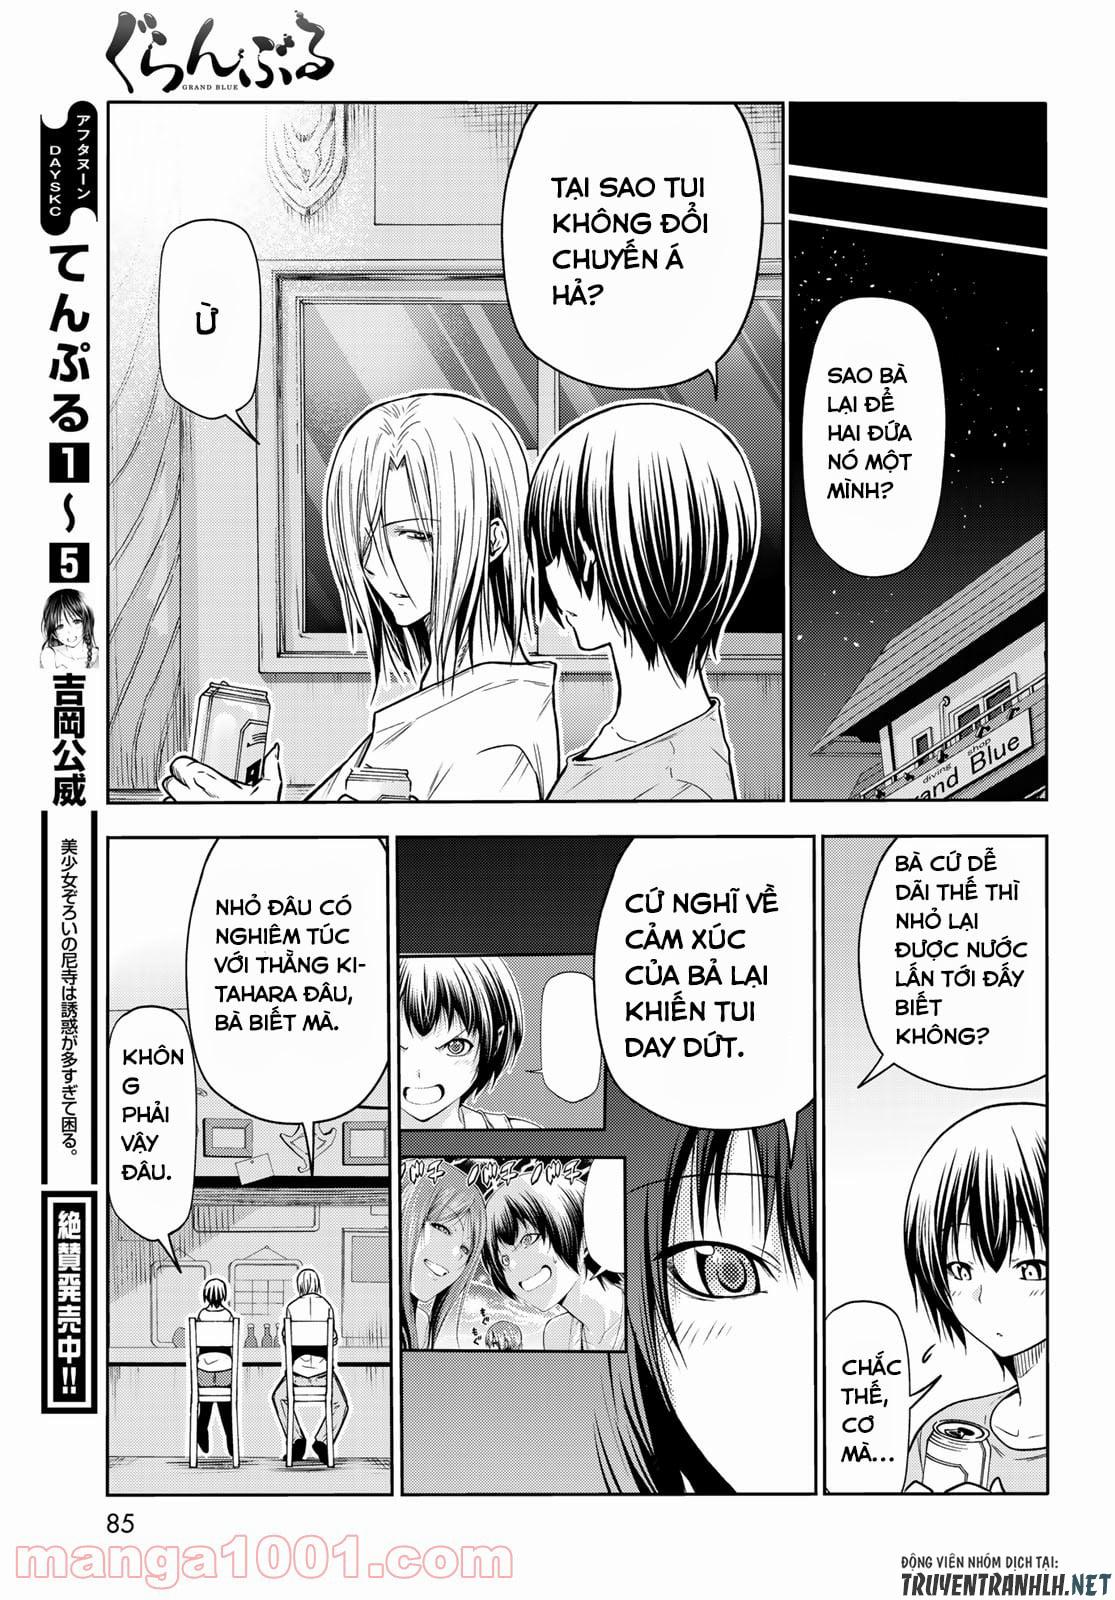 ぐらんぶる
GRAND BLUE
アフタヌーン
DAYSKC
てんぷる 1～5
吉岡公威
美少女ぞろいの尼寺は誘惑が多すぎて困る。
絶賛発売中!!
SAO BÀ
LẠI ĐỂ
HAI ĐỨA
NÓ MỘT
MÌNH?
diving shop
Grand Blue
TẠI SAO TUI
KHÔNG ĐỔI
CHUYẾN Á
HẢ?
Ừ
BÀ CỨ DỄ
DÃI THẾ THÌ
NHỎ LẠI
ĐƯỢC NƯỚC
LẤN TỚI ĐẤY
BIẾT
KHÔNG?
CHẮC
THẾ,
CƠ
MÀ...
CỨ NGHĨ VỀ
CẢM XÚC
CỦA BẢ LẠI
KHIẾN TUI
DAY DỨT.
NHỎ ĐÂU CÓ
NGHIÊM TÚC
VỚI THẰNG KI-
TAHARA ĐÂU,
BÀ BIẾT MÀ.
KHÔN
G
PHẢI
VẬY
ĐÂU.
85
manga1001.com
ĐỘNG VIÊN NHÓM DỊCH TẠI:
TRUYENTRANHLH.NET